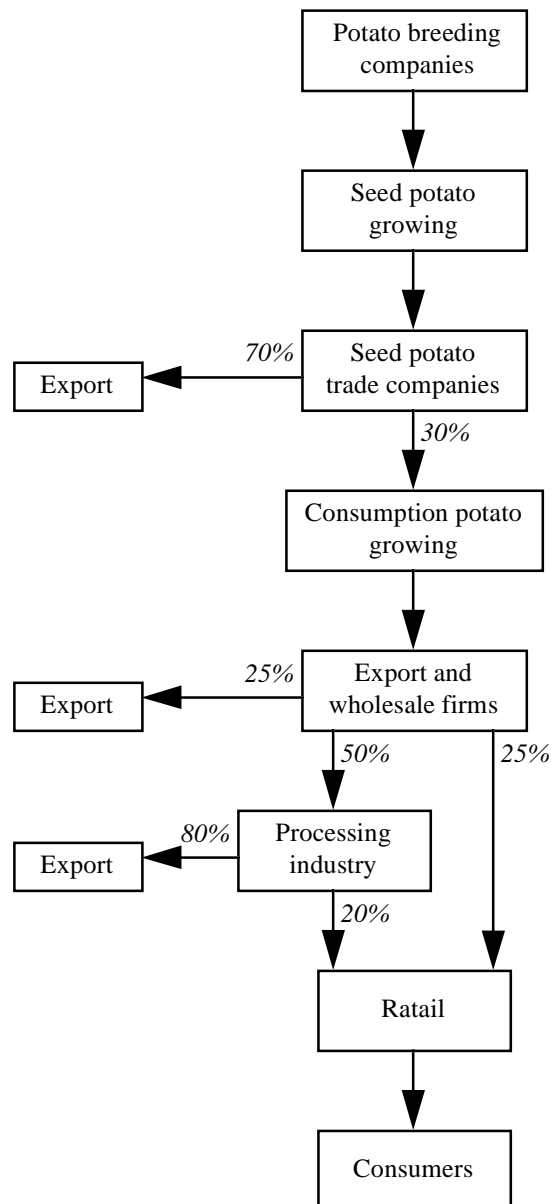 Potato breeding
companies
Seed potato
growing
70%
Export
Seed potato
trade companies
30%
Consumption potato
growing
25%
Export
Export and
wholesale firms
50%
25%
80%
Export
Processing
industry
20%
Ratail
Consumers